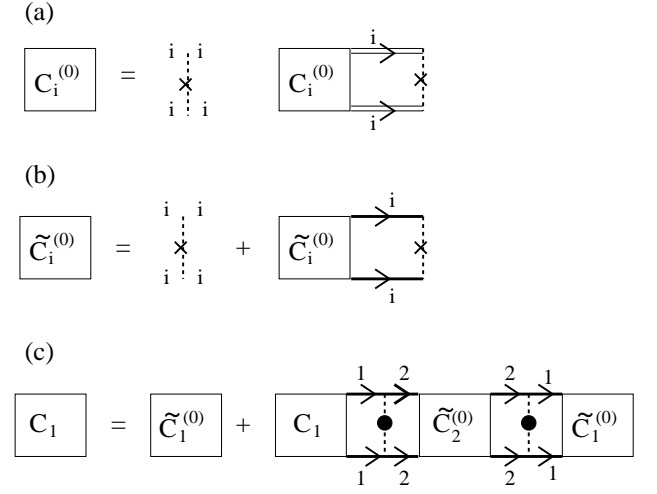 (a)
i i i
C_i^(0) = C_i^(0)
i i i
(b)
i i i
C̃_i^(0) = + C̃_i^(0)
i i i
(c)
1 2 2 1
C_1 = C̃_1^(0) + C_1 C̃_2^(0) C̃_1^(0)
1 2 2 1